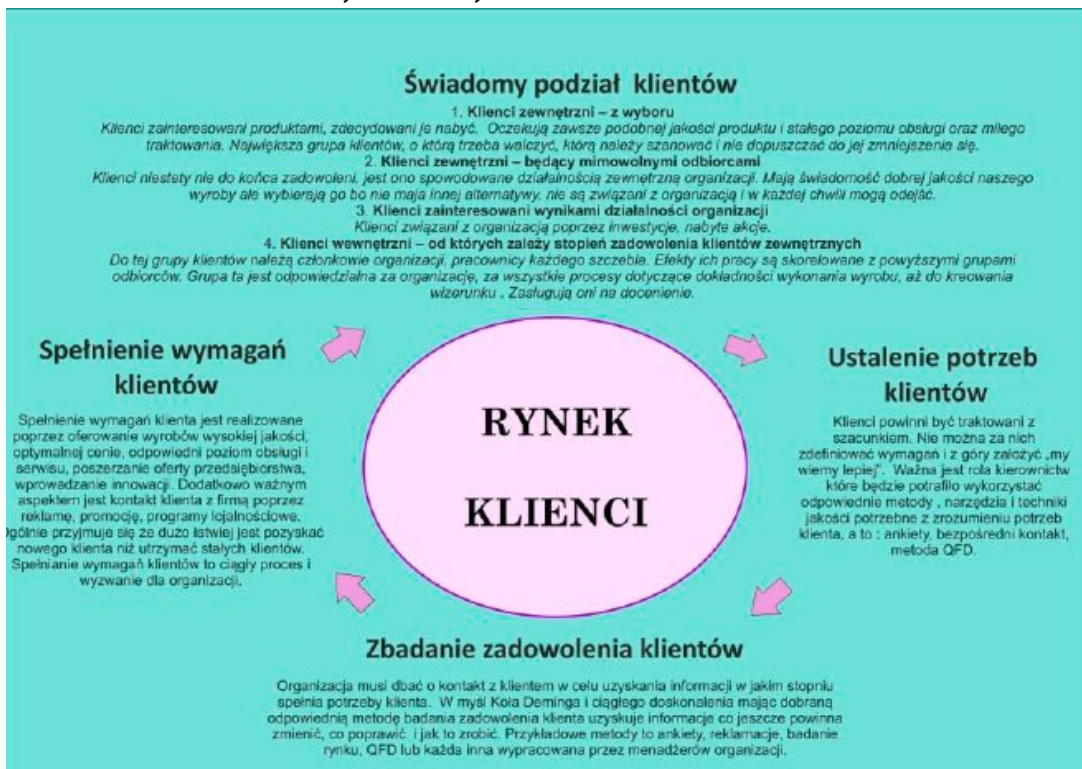 Świadomy podział klientów
1. Klienci zewnętrzni – z wyboru
Klienci zainteresowani produktami, zdecydowani je nabyć. Oczekują zawsze podobnej jakości produktu i stałego poziomu obsługi oraz miłego
traktowania. Największa grupa klientów, o którą trzeba walczyć, którą należy szanować i nie dopuszczać do jej zmniejszenia się.
2. Klienci zewnętrzni – będący mimowolnymi odbiorcami
Klienci niestety nie do końca zadowoleni, jest ono spowodowane działalnością zewnętrzną organizacji. Mają świadomość dobrej jakości naszego
wyroby ale wybierają go bo nie maja innej alternatywy, nie są związani z organizacją i w każdej chwili mogą odejść.
3. Klienci zainteresowani wynikami działalności organizacji
Klienci związani z organizacją poprzez inwestycje, nabyte akcje.
4. Klienci wewnętrzni – od których zależy stopień zadowolenia klientów zewnętrznych
Do tej grupy klientów należą członkowie organizacji, pracownicy każdego szczebla. Efekty ich pracy są skorelowane z powyższymi grupami
odbiorców. Grupa ta jest odpowiedzialna za organizację, za wszystkie procesy dotyczące dokładności wykonania wyrobu, aż do kreowania
wizerunku . Zasługują oni na docenienie.
Spełnienie wymagań
klientów
Spełnienie wymagań klienta jest realizowane
poprzez oferowanie wyrobów wysokiej jakości,
optymalnej cenie, odpowiedni poziom obsługi i
serwisu, poszerzanie oferty przedsiębiorstwa,
wprowadzanie innowacji. Dodatkowo ważnym
aspektem jest kontakt klienta z firmą poprzez
reklamę, promocję, programy lojalnościowe.
Ogólnie przyjmuje się że dużo łatwiej jest pozyskać
nowego klienta niż utrzymać stałych klientów.
Spełnianie wymagań klientów to ciągły proces i
wyzwanie dla organizacji.
RYNEK
KLIENCI
Ustalenie potrzeb
klientów
Klienci powinni być traktowani z
szacunkiem. Nie można za nich
zdefiniować wymagań i z góry założyć „my
wiemy lepiej”. Ważna jest rola kierownictw
które będzie potrafiło wykorzystać
odpowiednie metody , narzędzia i techniki
jakości potrzebne z zrozumieniu potrzeb
klienta, a to : ankiety, bezpośredni kontakt,
metoda QFD.
Zbadanie zadowolenia klientów
Organizacja musi dbać o kontakt z klientem w celu uzyskania informacji w jakim stopniu
spełnia potrzeby klienta. W myśl Koła Deminga i ciągłego doskonalenia mając dobraną
odpowiednią metodę badania zadowolenia klienta uzyskuje informacje co jeszcze powinna
zmienić, co poprawić i jak to zrobić. Przykładowe metody to ankiety, reklamacje, badanie
rynku, QFD lub każda inna wypracowana przez menadżerów organizacji.